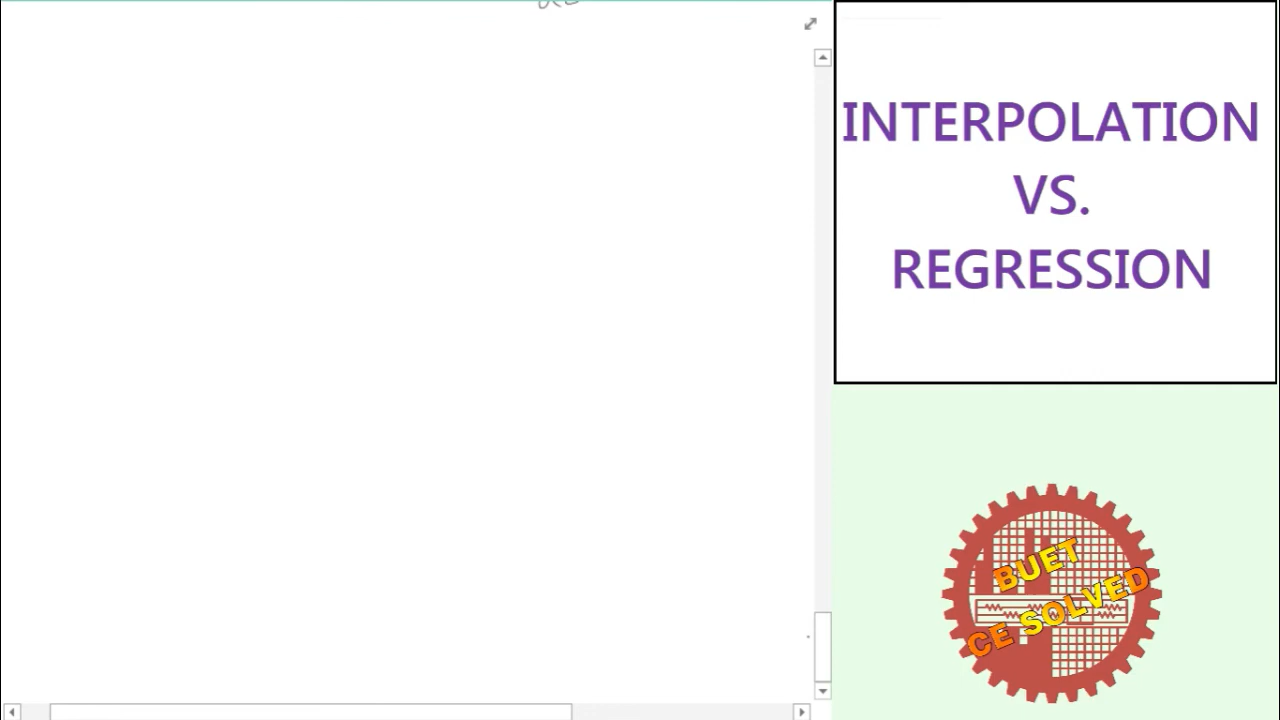 INTERPOLATION
VS.
REGRESSION
BUET
CE SOLVED